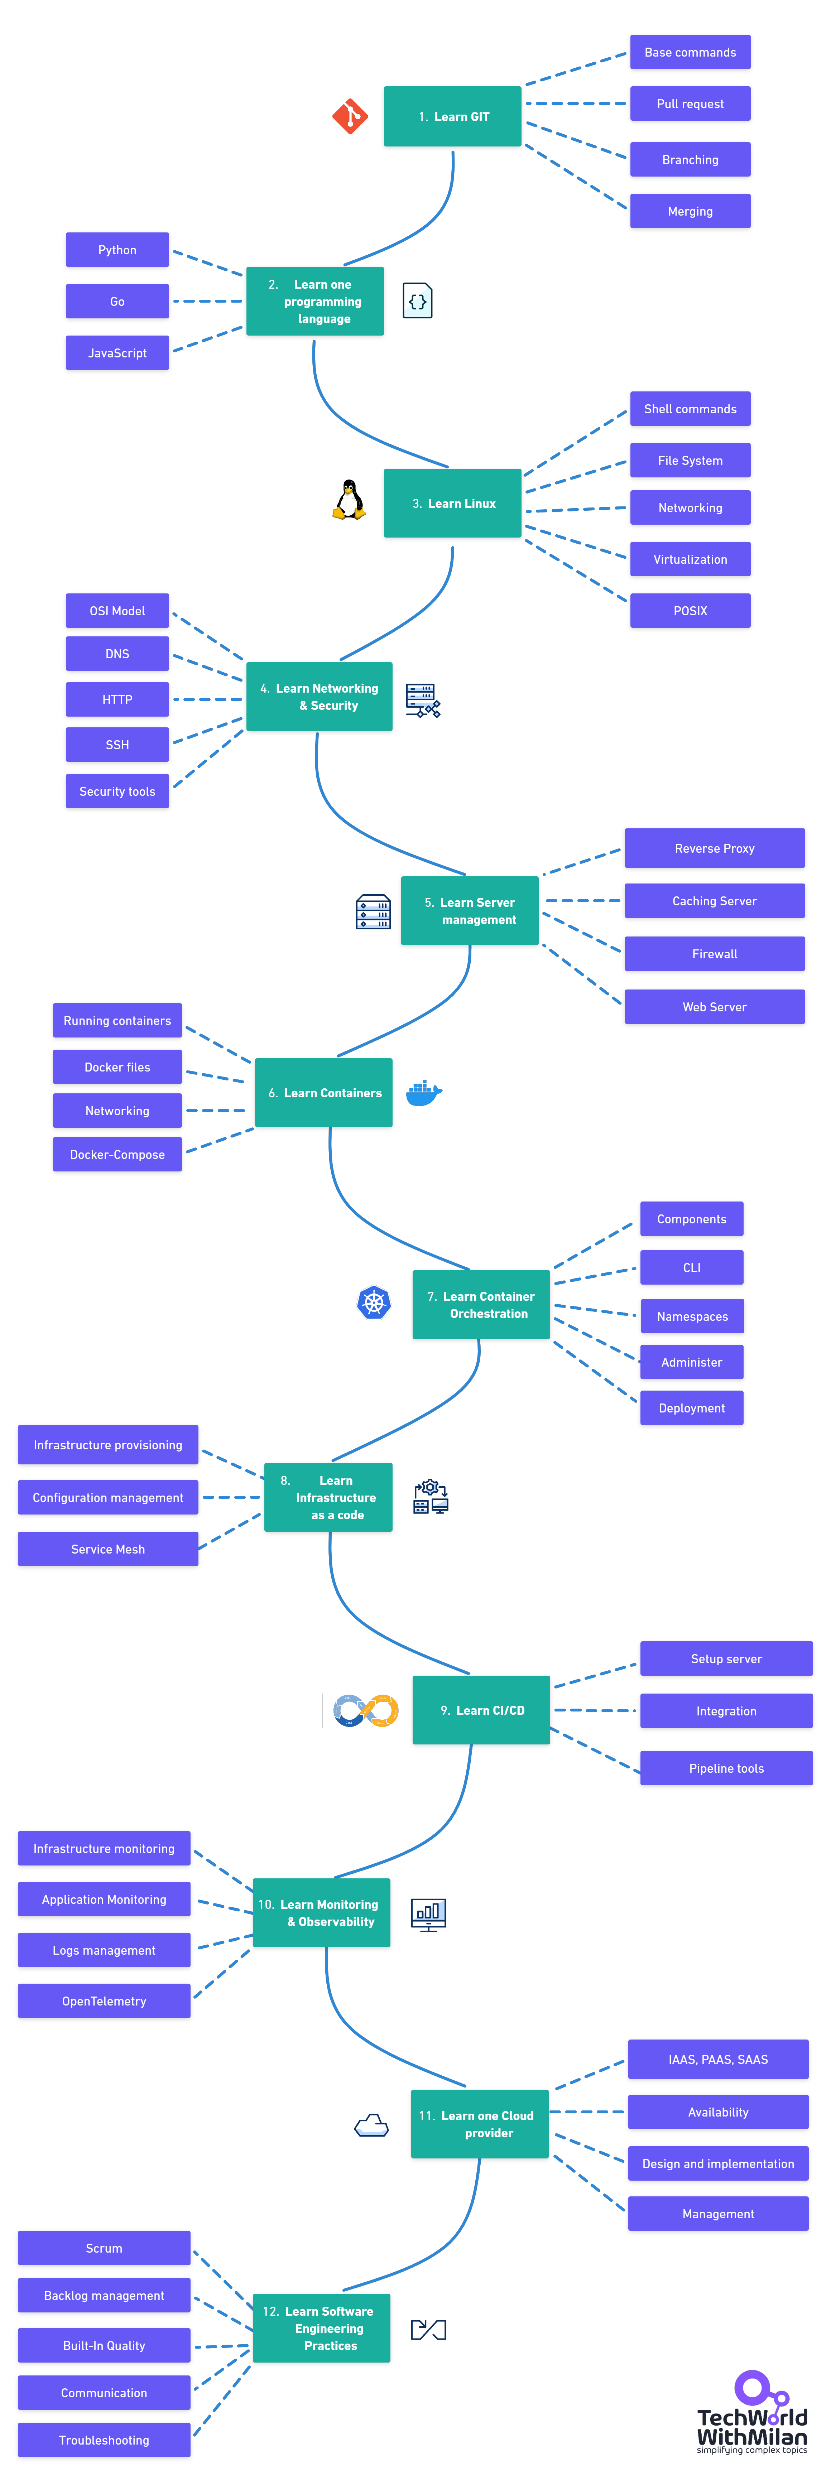 Base commands
1. Learn GIT
Pull request
Branching
Merging
Python
Go
JavaScript
2. Learn one
programming
language
{}
Shell commands
File System
3. Learn Linux
Networking
Virtualization
POSIX
OSI Model
DNS
HTTP
SSH
Security tools
4. Learn Networking
& Security
Reverse Proxy
5. Learn Server
management
Caching Server
Firewall
Web Server
Running containers
Docker files
Networking
Docker-Compose
6. Learn Containers
Components
CLI
7. Learn Container
Orchestration
Namespaces
Administer
Deployment
Infrastructure provisioning
Configuration management
Service Mesh
8. Learn
Infrastructure
as a code
Setup server
9. Learn CI/CD
Integration
Pipeline tools
Infrastructure monitoring
Application Monitoring
Logs management
OpenTelemetry
10. Learn Monitoring
& Observability
IAAS, PAAS, SAAS
11. Learn one Cloud
provider
Availability
Design and implementation
Management
Scrum
Backlog management
Built-In Quality
Communication
Troubleshooting
12. Learn Software
Engineering
Practices
TechWorld
WithMilan
simplifying complex topics